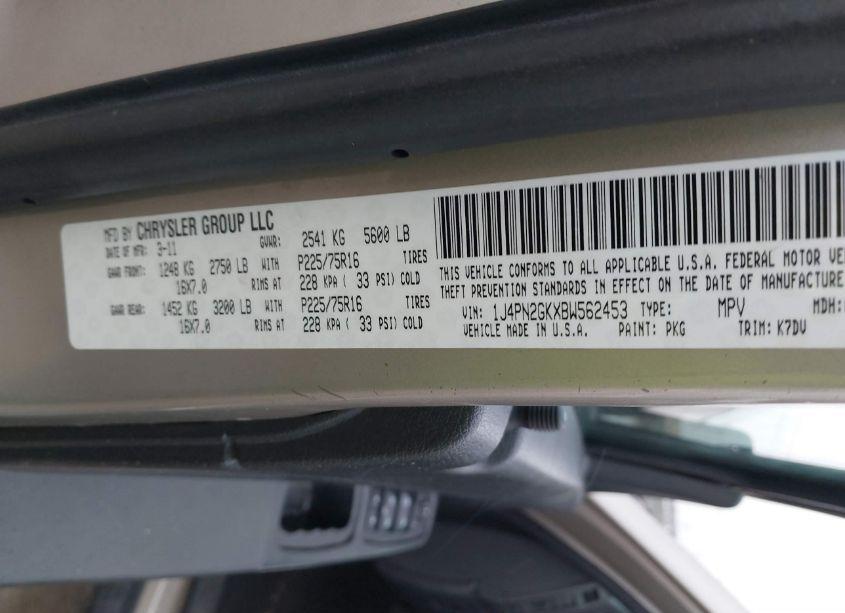 MFD BY CHRYSLER GROUP LLC
DATE OF MFR: 3-11 GVWR: 2541 KG 5600 LB
GAWR FRONT: 1248 KG 2750 LB WITH P225/75R16 TIRES
16X7.0 RIMS AT 228 KPA ( 33 PSI) COLD
GAWR REAR: 1452 KG 3200 LB WITH P225/75R16 TIRES
16X7.0 RIMS AT 228 KPA ( 33 PSI) COLD
THIS VEHICLE CONFORMS TO ALL APPLICABLE U.S.A. FEDERAL MOTOR
THEFT PREVENTION STANDARDS IN EFFECT ON THE DATE OF MANUFACTURE
VIN: 1J4PN2GKXBW562453 TYPE: MPV MDH:
VEHICLE MADE IN U.S.A. PAINT: PKG TRIM: K7DV